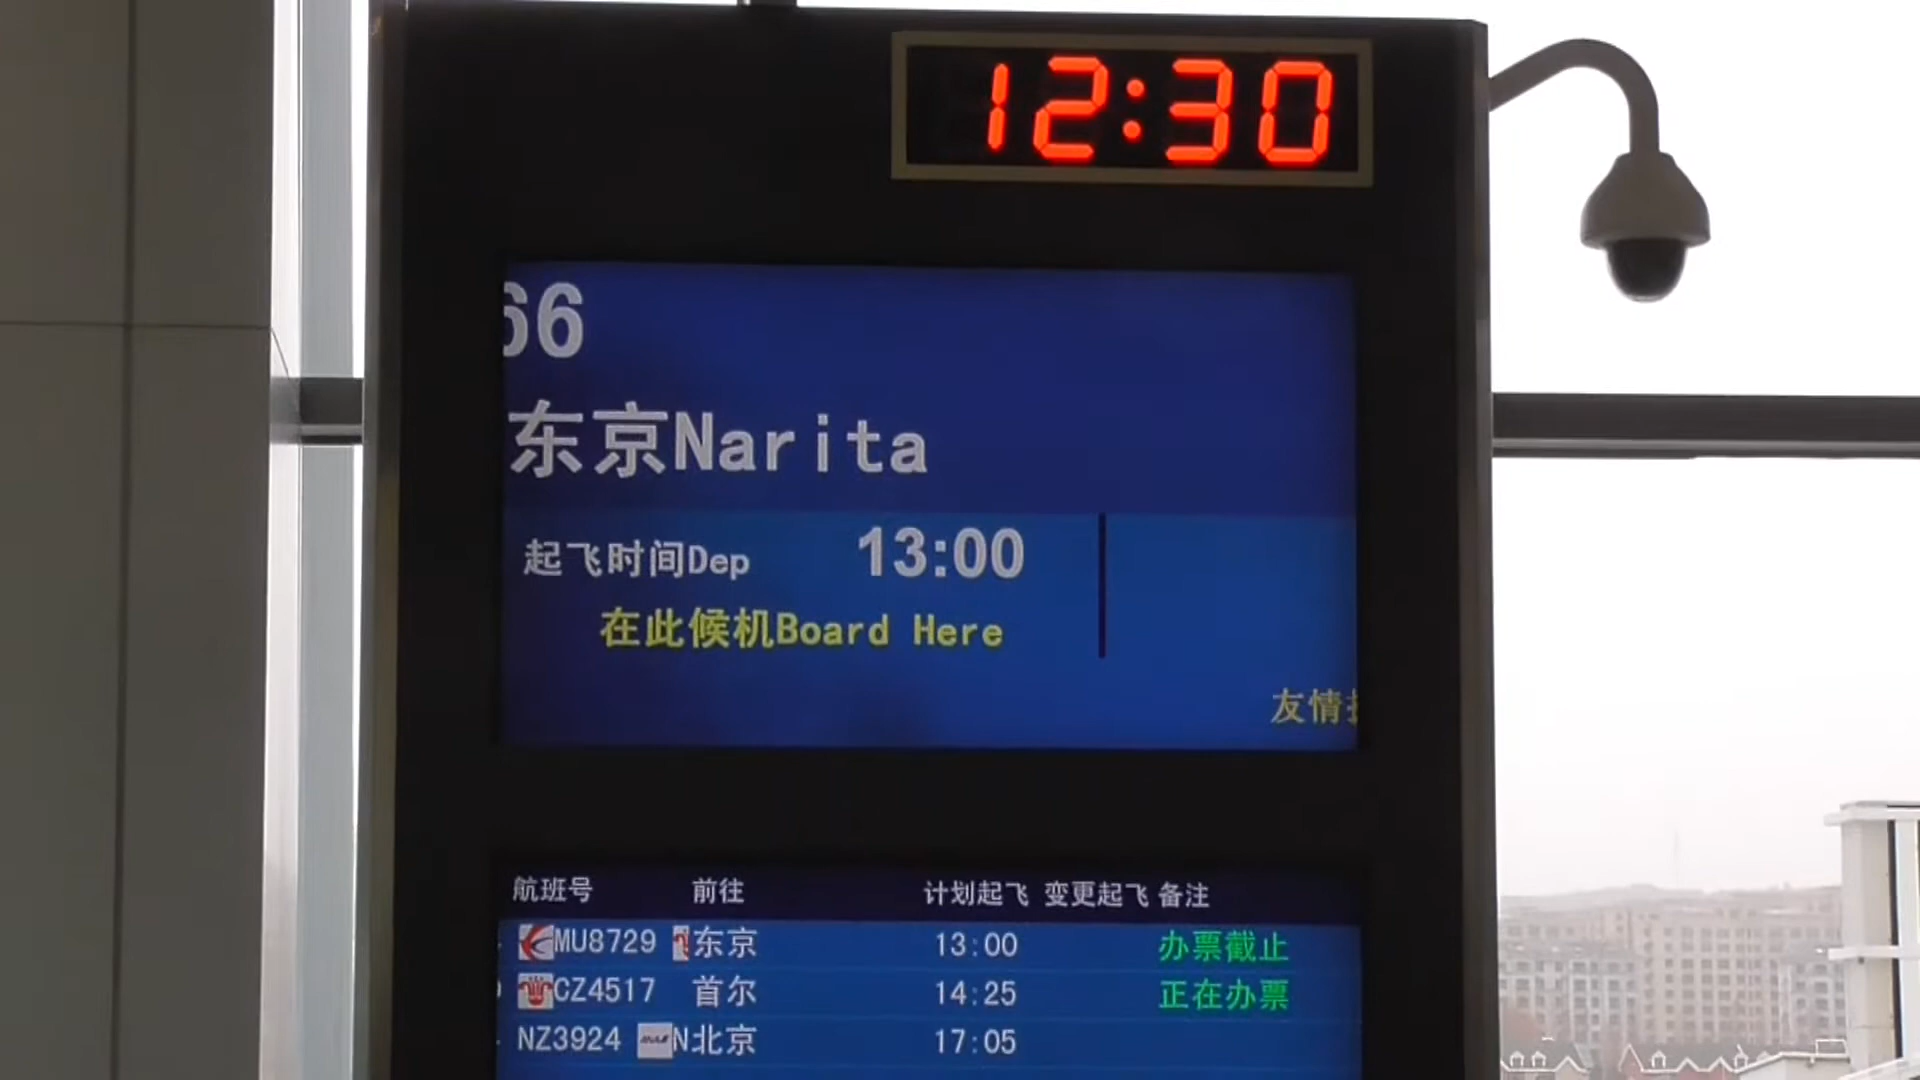 12:30
66
东京Narita
起飞时间Dep 13:00
在此候机Board Here
友情
航班号 前往 计划起飞 变更起飞 备注
MU8729 东京 13:00 办票截止
CZ4517 首尔 14:25 正在办票
NZ3924 N北京 17:05